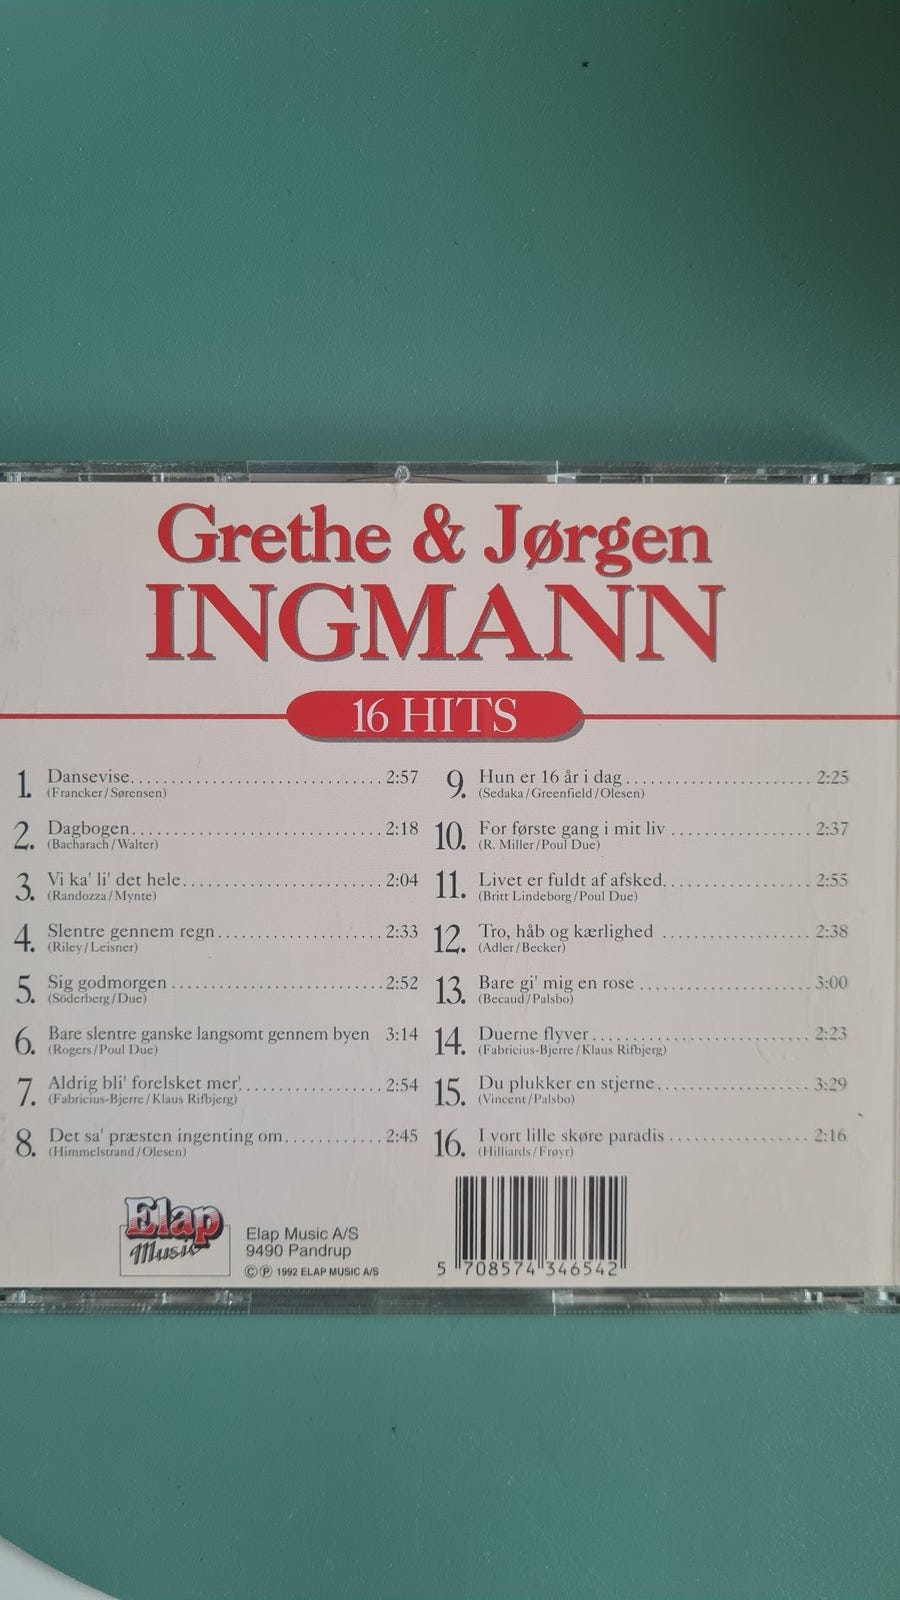 Grethe & Jørgen
INGMANN
16 HITS
1. Dansevise 2:57
(Francker/Sørensen)
2. Dagbogen 2:18
(Bacharach/Walter)
3. Vi ka' li' det hele 2:04
(Randozza/Mynte)
4. Slentre gennem regn 2:33
(Riley/Leisner)
5. Sig godmorgen 2:52
(Söderberg/Due)
6. Bare slentre ganske langsomt gennem byen 3:14
(Rogers/Poul Due)
7. Aldrig bli' forelsket mer' 2:54
(Fabricius-Bjerre/Klaus Rifbjerg)
8. Det sa' præsten ingenting om 2:45
(Himmelstrand/Olesen)
9. Hun er 16 år i dag 2:25
(Sedaka/Greenfield/Olesen)
10. For første gang i mit liv 2:37
(R. Miller/Poul Due)
11. Livet er fuldt af afsked 2:55
(Britt Lindeborg/Poul Due)
12. Tro, håb og kærlighed 2:38
(Adler/Becker)
13. Bare gi' mig en rose 3:00
(Becaud/Palsbo)
14. Duerne flyver 2:23
(Fabricius-Bjerre/Klaus Rifbjerg)
15. Du plukker en stjerne 3:29
(Vincent/Palsbo)
16. I vort lille skøre paradis 2:16
(Hilliards/Frøyr)
Elap
Music
Elap Music A/S
9490 Pandrup
©℗ 1992 ELAP MUSIC A/S
5 708574 346542